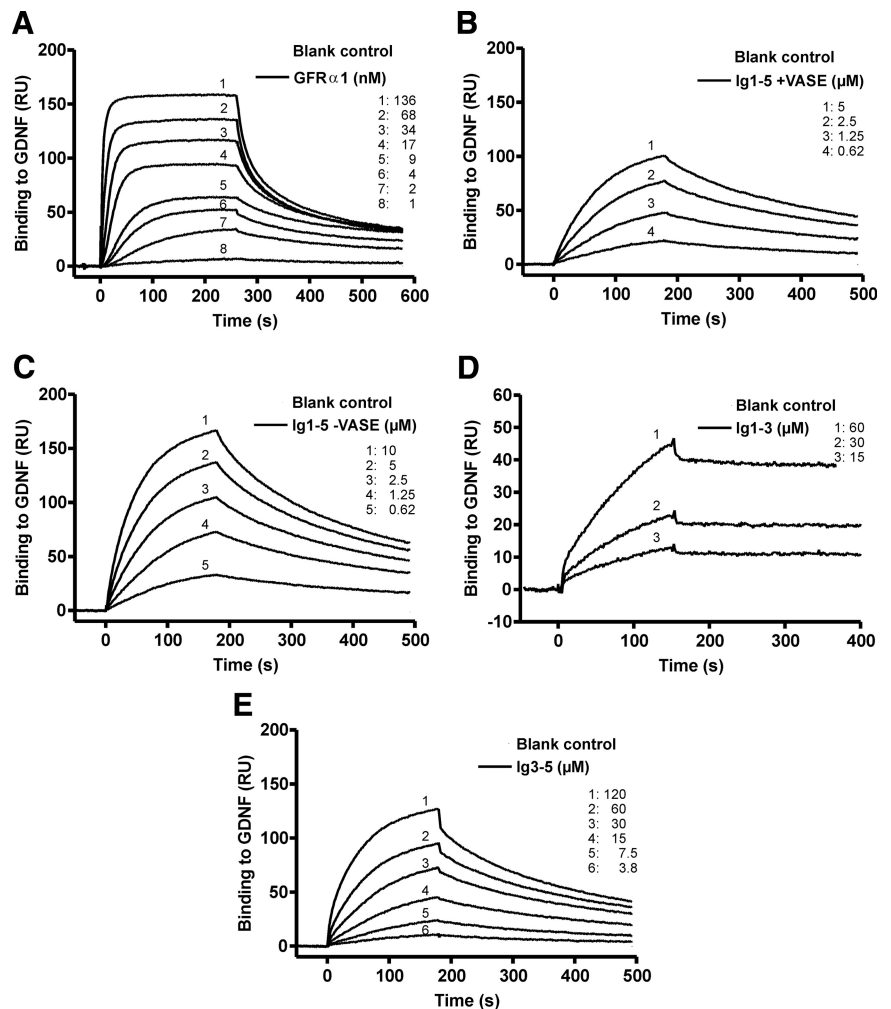 A
Binding to GDNF (RU)
200
150
100
50
0
Blank control
GFRα1 (nM)
1: 136
2: 68
3: 34
4: 17
5: 9
6: 4
7: 2
8: 1
1
2
3
4
5
6
7
8
0 100 200 300 400 500 600
Time (s)
B
Binding to GDNF (RU)
200
150
100
50
0
Blank control
Ig1-5 +VASE (µM)
1: 5
2: 2.5
3: 1.25
4: 0.62
1
2
3
4
0 100 200 300 400 500
Time (s)
C
Binding to GDNF (RU)
200
150
100
50
0
Blank control
Ig1-5 -VASE (µM)
1: 10
2: 5
3: 2.5
4: 1.25
5: 0.62
1
2
3
4
5
0 100 200 300 400 500
Time (s)
D
Binding to GDNF (RU)
60
50
40
30
20
10
0
-10
Blank control
Ig1-3 (µM)
1: 60
2: 30
3: 15
1
2
3
0 100 200 300 400
Time (s)
E
Binding to GDNF (RU)
200
150
100
50
0
Blank control
Ig3-5 (µM)
1: 120
2: 60
3: 30
4: 15
5: 7.5
6: 3.8
1
2
3
4
5
6
0 100 200 300 400 500
Time (s)